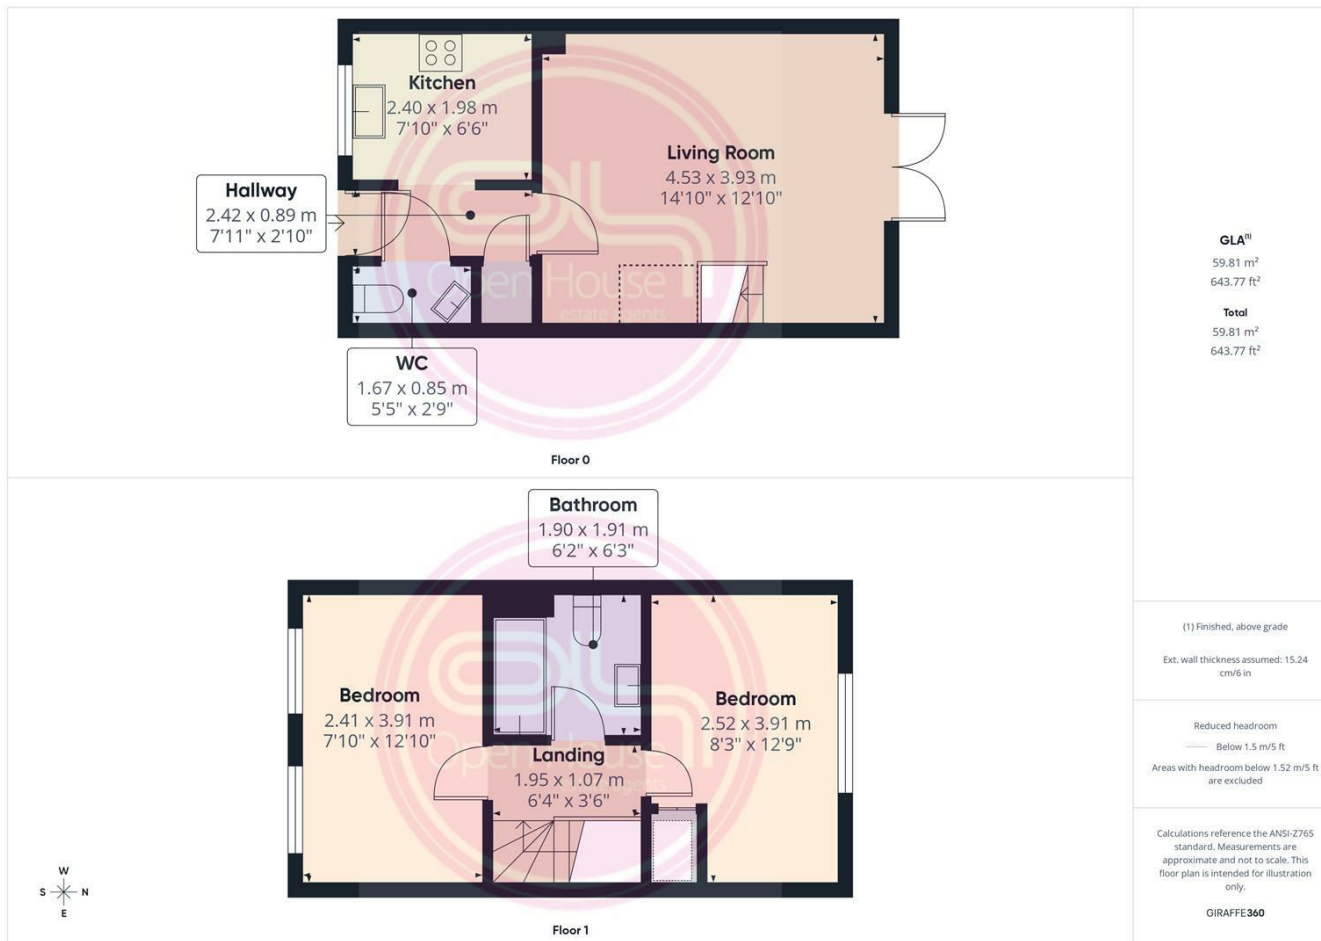 Kitchen
2.40 x 1.98 m
7'10" x 6'6"
Living Room
4.53 x 3.93 m
14'10" x 12'10"
Hallway
2.42 x 0.89 m
7'11" x 2'10"
Open House
estate agents
WC
1.67 x 0.85 m
5'5" x 2'9"
Floor 0
GLA(1)
59.81 m²
643.77 ft²
Total
59.81 m²
643.77 ft²
Bathroom
1.90 x 1.91 m
6'2" x 6'3"
Bedroom
2.41 x 3.91 m
7'10" x 12'10"
Bedroom
2.52 x 3.91 m
8'3" x 12'9"
Open House
Landing
1.95 x 1.07 m
6'4" x 3'6"
agents
Floor 1
W
S N
E
(1) Finished, above grade
Ext. wall thickness assumed: 15.24
cm/6 in
Reduced headroom
Below 1.5 m/5 ft
Areas with headroom below 1.52 m/5 ft
are excluded
Calculations reference the ANSI-Z765
standard. Measurements are
approximate and not to scale. This
floor plan is intended for illustration
only.
GIRAFFE360